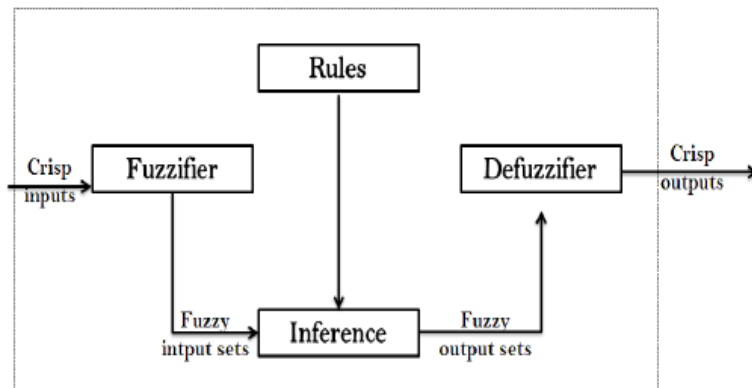 Rules
Crisp
inputs
Fuzzifier
Defuzzifier
Crisp
outputs
Fuzzy
intput sets
Inference
Fuzzy
output sets